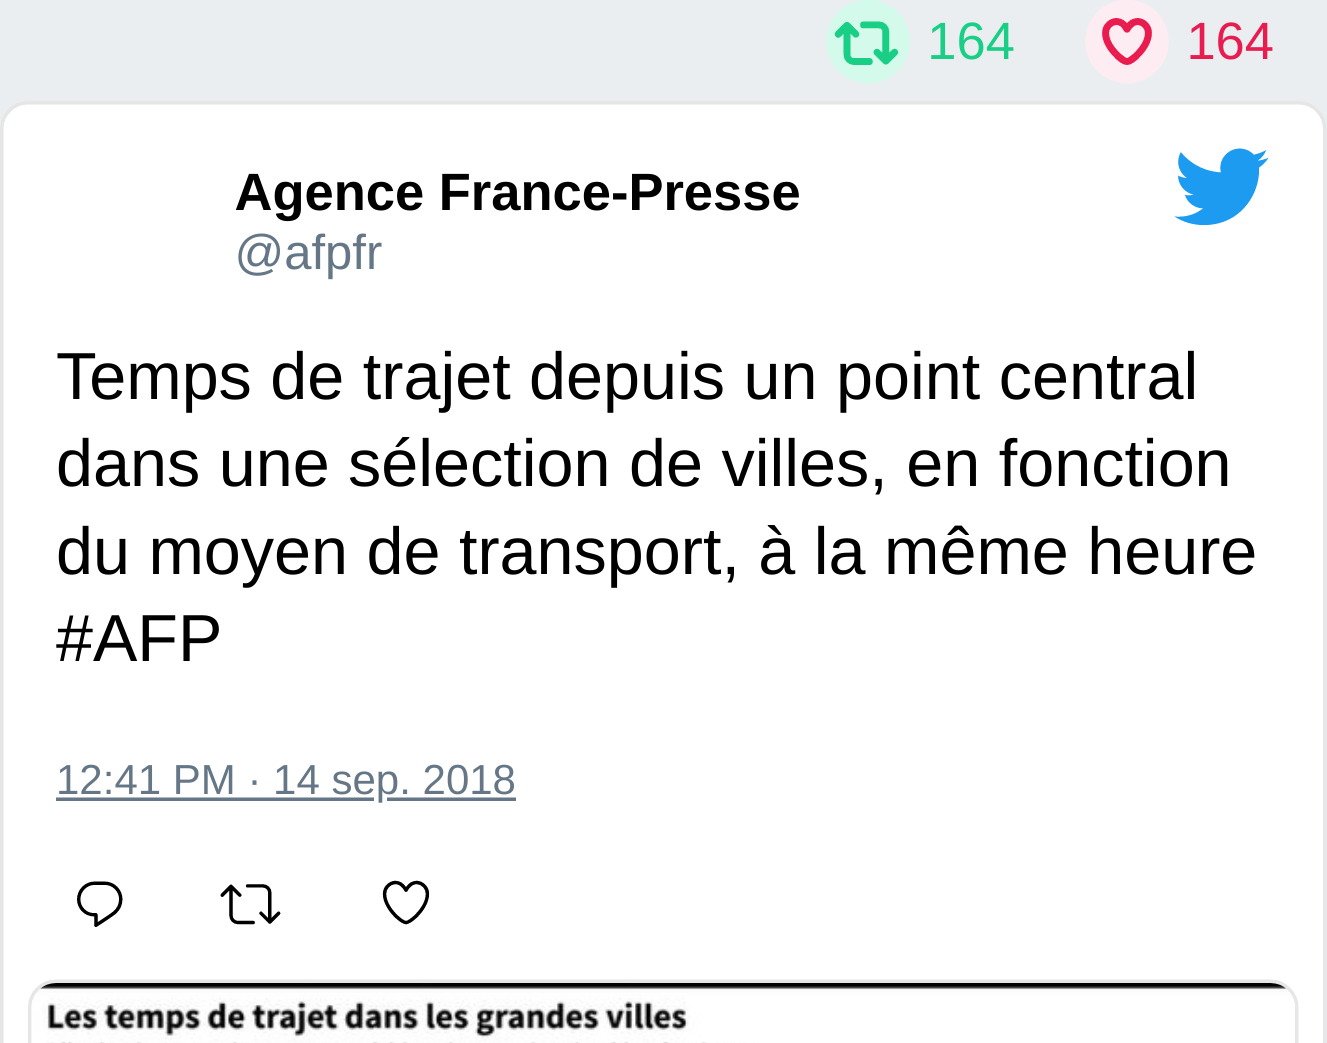 164 164
Agence France-Presse
@afpfr
Temps de trajet depuis un point central
dans une sélection de villes, en fonction
du moyen de transport, à la même heure
#AFP
12:41 PM · 14 sep. 2018
Les temps de trajet dans les grandes villes